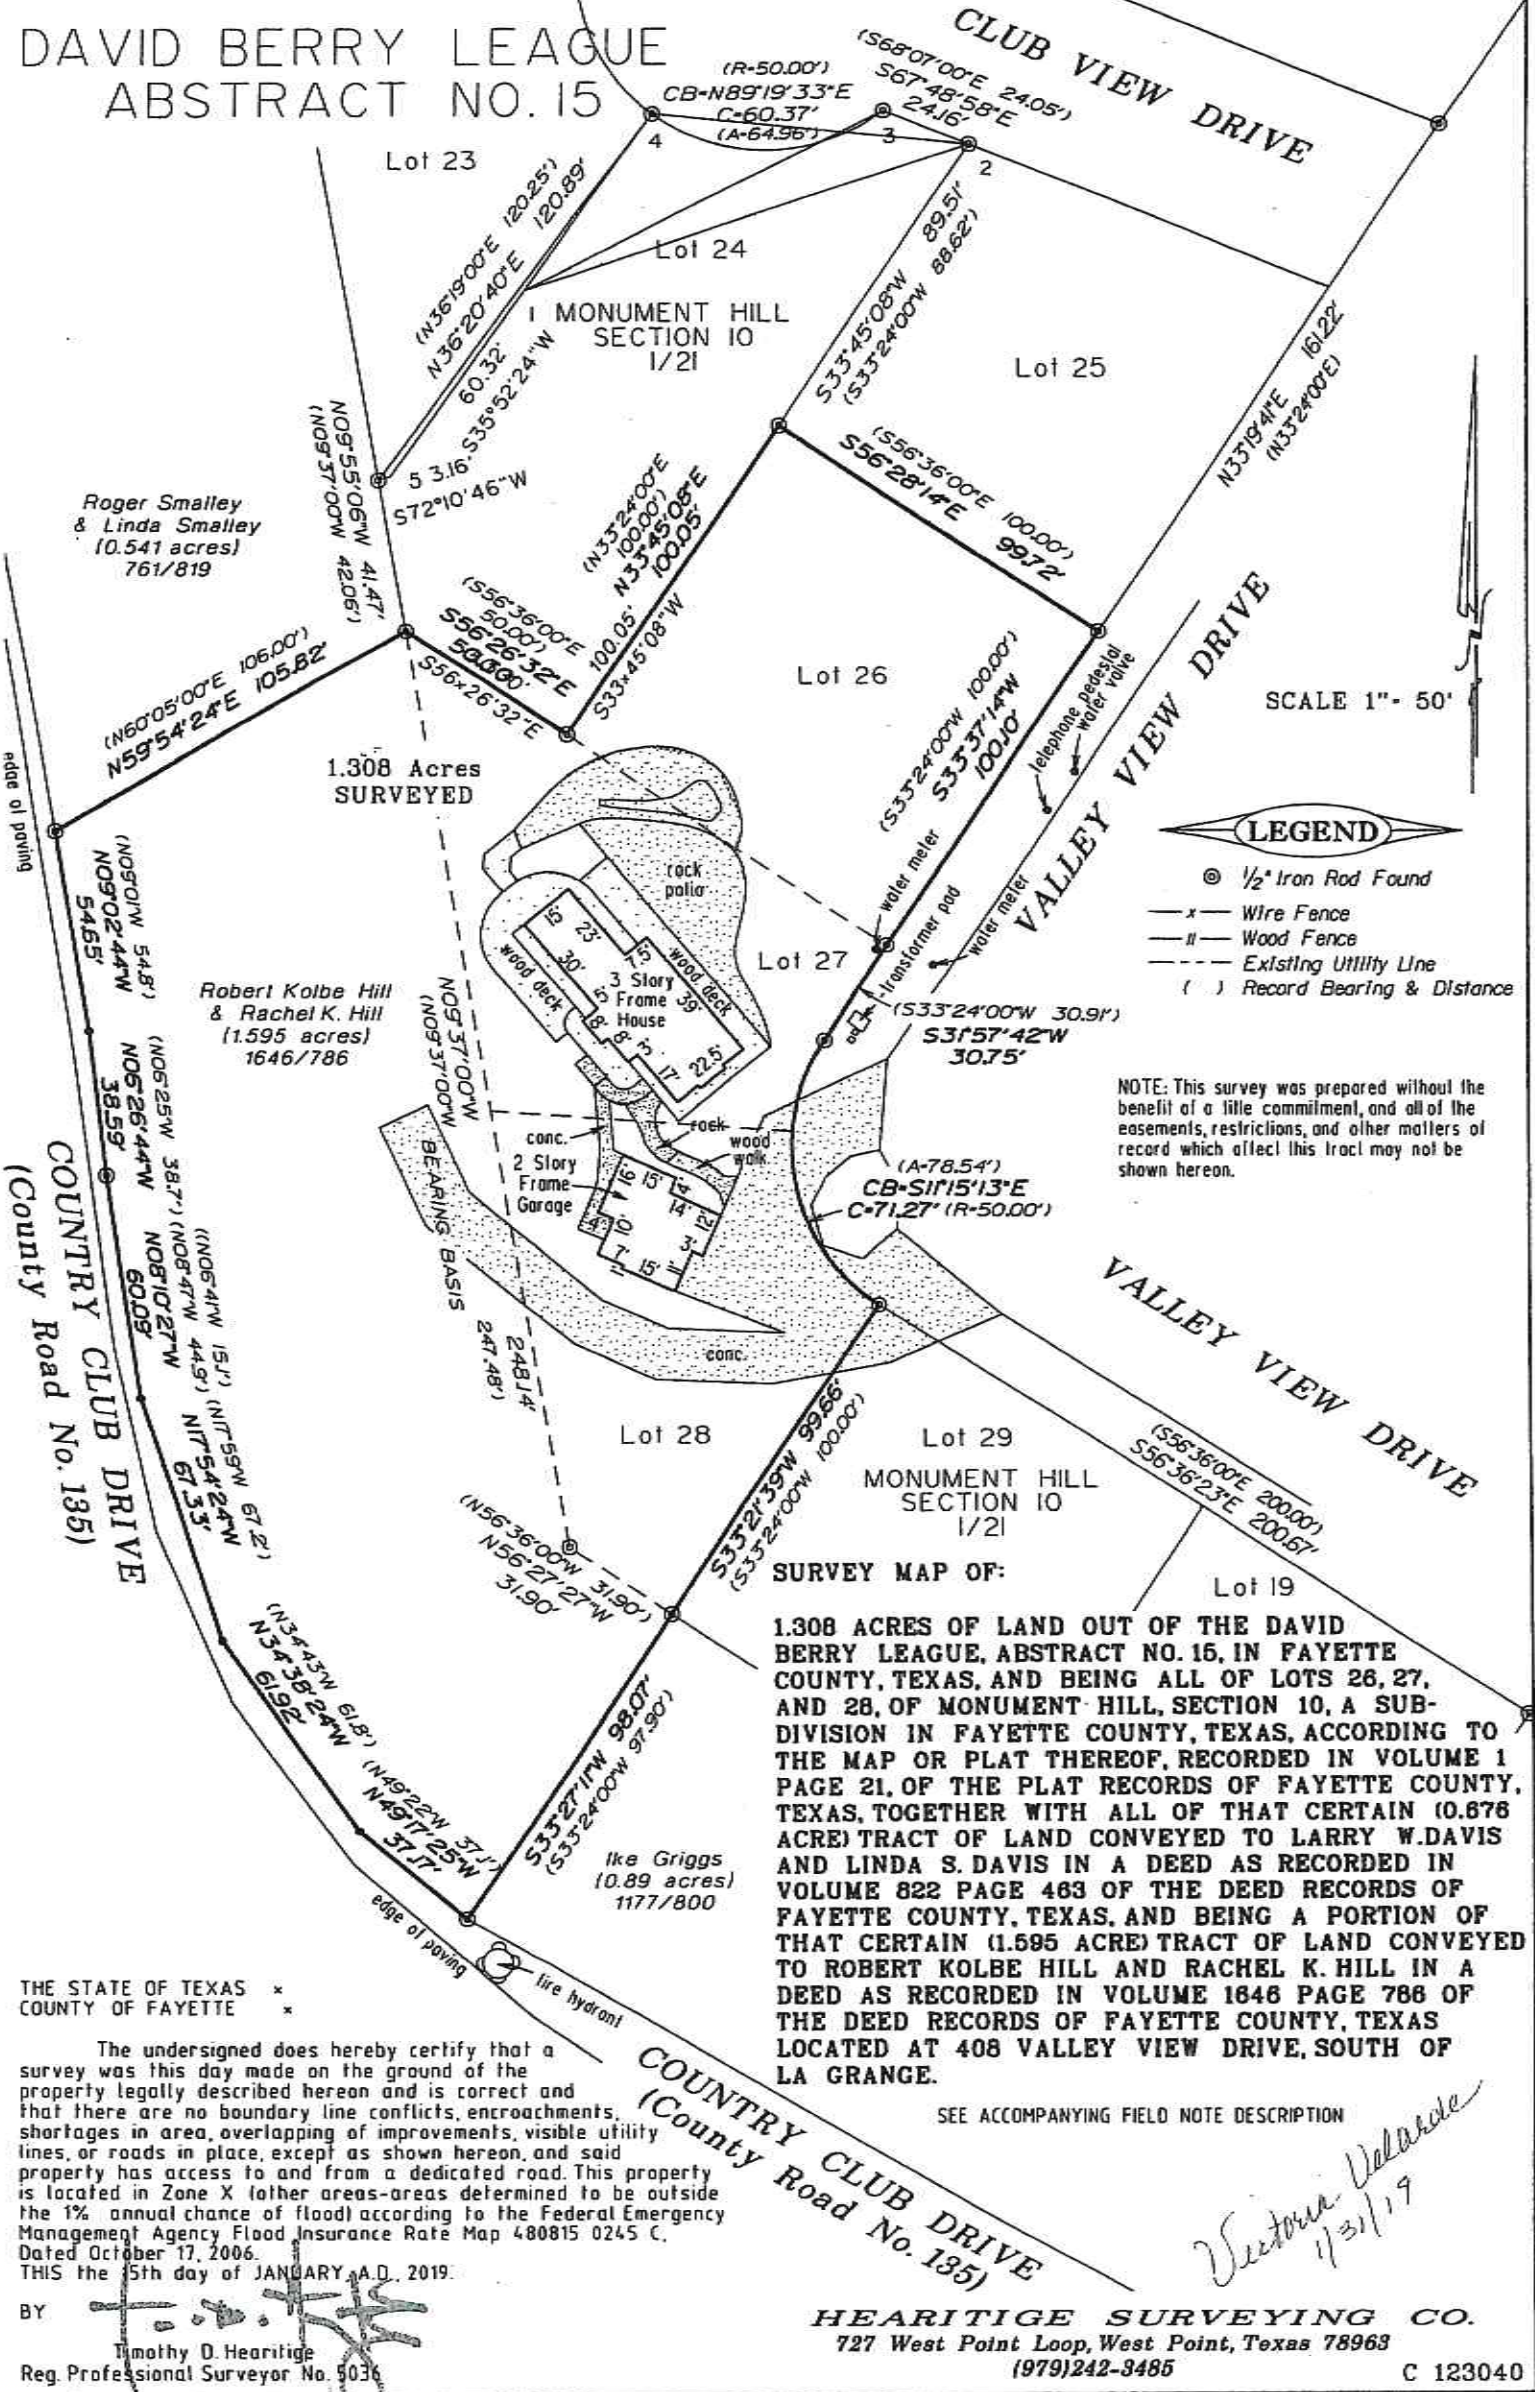 DAVID BERRY LEAGUE
ABSTRACT NO. 15
CLUB VIEW DRIVE
(S68°07'00"E 24.05')
S67°48'58"E
24.16'
(R-50.00')
CB-N89°19'33"E
C-60.37'
(A-64.96')
4
3
2
Lot 23
(N36°19'00"E 120.25')
N36°20'40"E 120.89'
60.32'
S35°52'24"W
Lot 24
1 MONUMENT HILL
SECTION 10
1/21
S33°45'08"W 89.51'
(S33°24'00"W 88.62')
Lot 25
N33°19'41"E 161.22'
(N33°24'00"E)
5 3.16'
S72°10'46"W
N09°55'06"W 41.47'
(N09°37'00"W 42.06')
Roger Smalley
& Linda Smalley
(0.541 acres)
761/819
(N33°24'00"E
100.00')
N33°45'08"E
100.05'
100.05'
S33×45'08"W
(S56°36'00"E 100.00')
S56°28'14"E
99.72'
(S56°36'00"E
50.00')
S56°26'32"E
S56×26'32"E
(N60°05'00"E 106.00')
N59°54'24"E 105.82'
edge of paving
Lot 26
(S33°24'00"W 100.00')
S33°37'14"W
100.10'
telephone pedestal
water valve
VALLEY VIEW DRIVE
SCALE 1"- 50'
LEGEND
1/2" Iron Rod Found
x Wire Fence
// Wood Fence
Existing Utility Line
( ) Record Bearing & Distance
1.308 Acres
SURVEYED
(N09°01'W 54.8')
N09°02'44"W
54.65'
rock
patio
water meter
transformer pad
water meter
Lot 27
15'
23'
30'
7.5'
5'
8'
8'
3'
17'
22.5'
39'
wood deck
wood deck
3 Story
Frame
House
(S33°24'00"W 30.91')
S31°57'42"W
30.75'
Robert Kolbe Hill
& Rachel K. Hill
(1.595 acres)
1646/786
N09°37'00"W
(N09°37'00"W
BEARING BASIS
248.14'
247.48')
NOTE: This survey was prepared without the
benefit of a title commitment, and all of the
easements, restrictions, and other matters of
record which affect this tract may not be
shown hereon.
(N06°25'W 38.7')
N06°26'44"W
38.59'
conc.
rock
wood
walk
2 Story
Frame
Garage
16'
15'
4'
14'
12'
3'
11'
15'
7'
10'
4'
(A-78.54')
CB-S11°15'13"E
C-71.27' (R-50.00')
conc.
COUNTRY CLUB DRIVE
(County Road No. 135)
(N06°41'W 15.1')
(N08°47'W 44.9')
N08°10'27"W
60.09'
(N17°59'W 67.2')
N17°54'24"W
67.33'
VALLEY VIEW DRIVE
(S56°36'00"E 200.00')
S56°36'23"E 200.67'
Lot 28
Lot 29
MONUMENT HILL
SECTION 10
1/21
S33°21'39"W 99.66'
(S33°24'00"W 100.00')
(N56°36'00"W 31.90')
N56°27'27"W
31.90'
Lot 19
(N34°43'W 61.8')
N34°38'24"W
61.92'
(N49°22'W 37.1')
N49°17'25"W
37.17'
S33°27'11"W 98.07'
(S33°24'00"W 97.90')
Ike Griggs
(0.89 acres)
1177/800
edge of paving
fire hydrant
COUNTRY CLUB DRIVE
(County Road No. 135)
SURVEY MAP OF:
1.308 ACRES OF LAND OUT OF THE DAVID
BERRY LEAGUE, ABSTRACT NO. 15, IN FAYETTE
COUNTY, TEXAS, AND BEING ALL OF LOTS 26, 27,
AND 28, OF MONUMENT HILL, SECTION 10, A SUB-
DIVISION IN FAYETTE COUNTY, TEXAS, ACCORDING TO
THE MAP OR PLAT THEREOF, RECORDED IN VOLUME 1
PAGE 21, OF THE PLAT RECORDS OF FAYETTE COUNTY,
TEXAS, TOGETHER WITH ALL OF THAT CERTAIN (0.676
ACRE) TRACT OF LAND CONVEYED TO LARRY W. DAVIS
AND LINDA S. DAVIS IN A DEED AS RECORDED IN
VOLUME 822 PAGE 463 OF THE DEED RECORDS OF
FAYETTE COUNTY, TEXAS, AND BEING A PORTION OF
THAT CERTAIN (1.595 ACRE) TRACT OF LAND CONVEYED
TO ROBERT KOLBE HILL AND RACHEL K. HILL IN A
DEED AS RECORDED IN VOLUME 1646 PAGE 786 OF
THE DEED RECORDS OF FAYETTE COUNTY, TEXAS
LOCATED AT 408 VALLEY VIEW DRIVE, SOUTH OF
LA GRANGE.
SEE ACCOMPANYING FIELD NOTE DESCRIPTION
Victoria Velarde
1/31/19
THE STATE OF TEXAS ×
COUNTY OF FAYETTE ×
The undersigned does hereby certify that a
survey was this day made on the ground of the
property legally described hereon and is correct and
that there are no boundary line conflicts, encroachments,
shortages in area, overlapping of improvements, visible utility
lines, or roads in place, except as shown hereon, and said
property has access to and from a dedicated road. This property
is located in Zone X (other areas-areas determined to be outside
the 1% annual chance of flood) according to the Federal Emergency
Management Agency Flood Insurance Rate Map 480815 0245 C,
Dated October 17, 2006.
THIS the 15th day of JANUARY, A.D., 2019.
BY
Timothy D. Hearitige
Reg. Professional Surveyor No. 5036
HEARITIGE SURVEYING CO.
727 West Point Loop, West Point, Texas 78963
(979)242-3485
C 123040